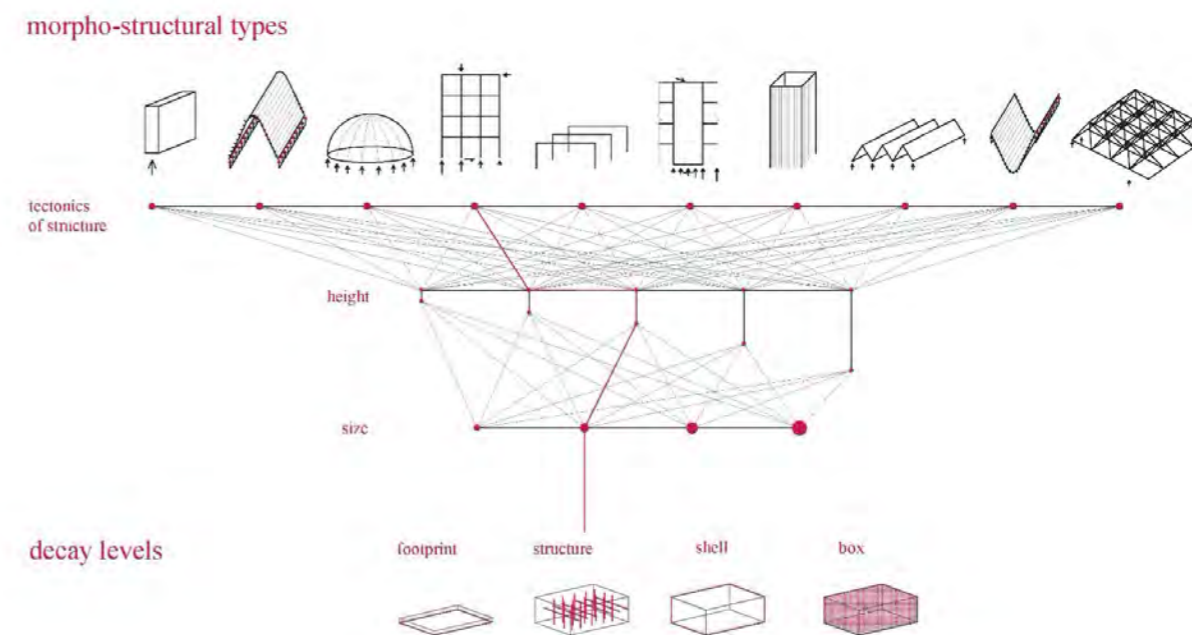 morpho-structural types
tectonics
of structure
height
size
decay levels
footprint
structure
shell
box